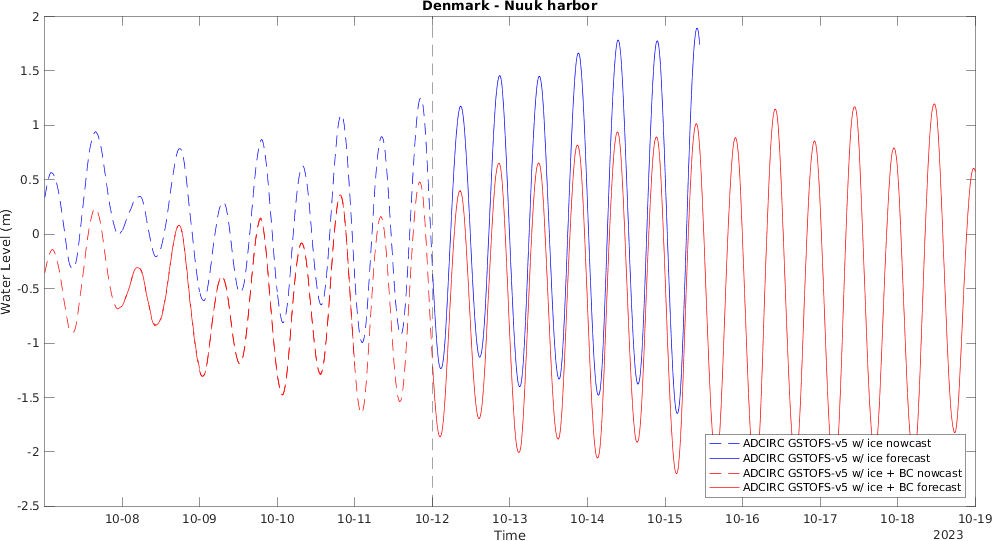 Denmark - Nuuk harbor
2
1.5
1
0.5
0
-0.5
-1
-1.5
-2
-2.5
Water Level (m)
ADCIRC GSTOFS-v5 w/ ice nowcast
ADCIRC GSTOFS-v5 w/ ice forecast
ADCIRC GSTOFS-v5 w/ ice + BC nowcast
ADCIRC GSTOFS-v5 w/ ice + BC forecast
10-08 10-09 10-10 10-11 10-12 10-13 10-14 10-15 10-16 10-17 10-18 10-19
Time
2023